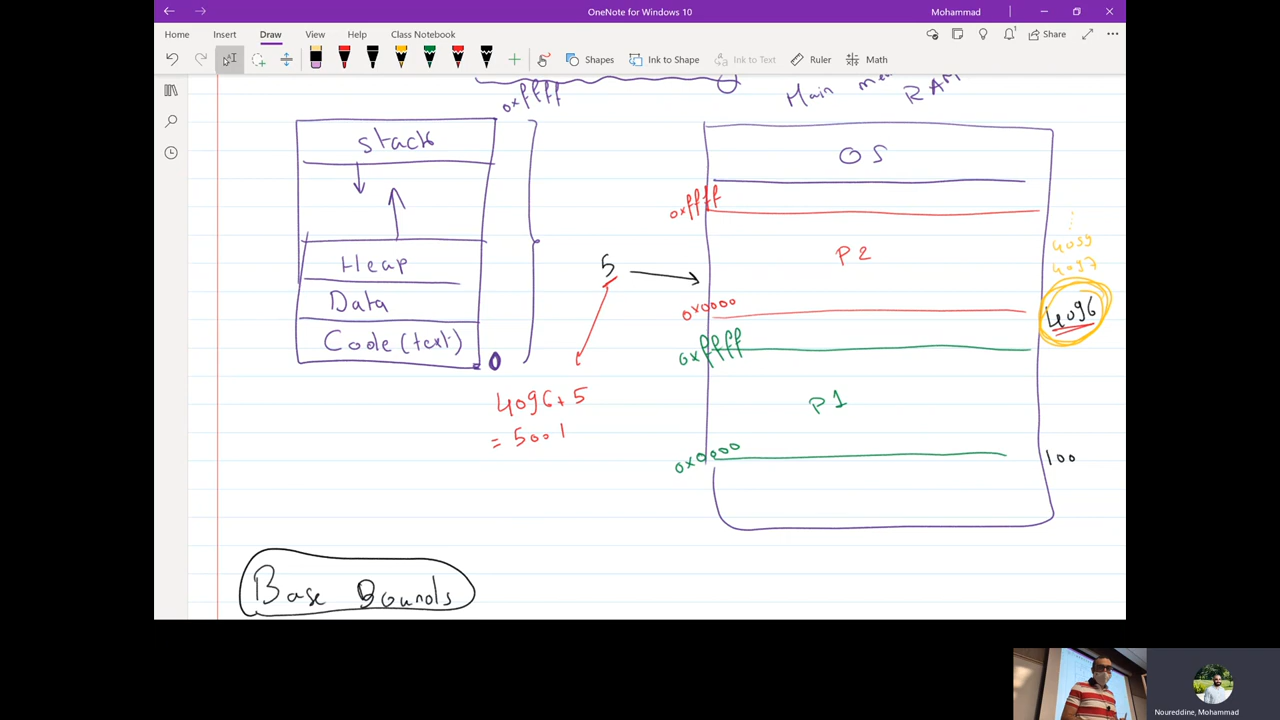 OneNote for Windows 10
Mohammad
Home Insert Draw View Help Class Notebook
Share
Shapes Ink to Shape Ink to Text Ruler Math
0xffff
Main
RAM
Stack
Heap
Data
Code (text)
0
OS
0xffff
P2
5
0x0000
4097
4096
0xffff
P1
4096+5
= 5001
0x0000
100
Base Bounds
Noureddine, Mohammad